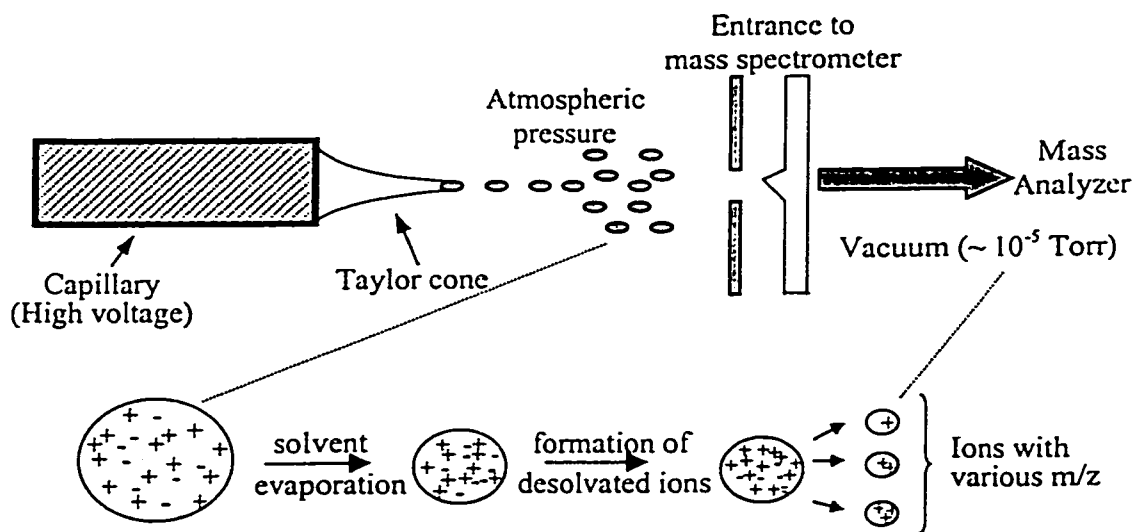 Entrance to
mass spectrometer
Atmospheric
pressure
Mass
Analyzer
Vacuum (~ 10⁻⁵ Torr)
Capillary
(High voltage)
Taylor cone
solvent
evaporation
formation of
desolvated ions
Ions with
various m/z